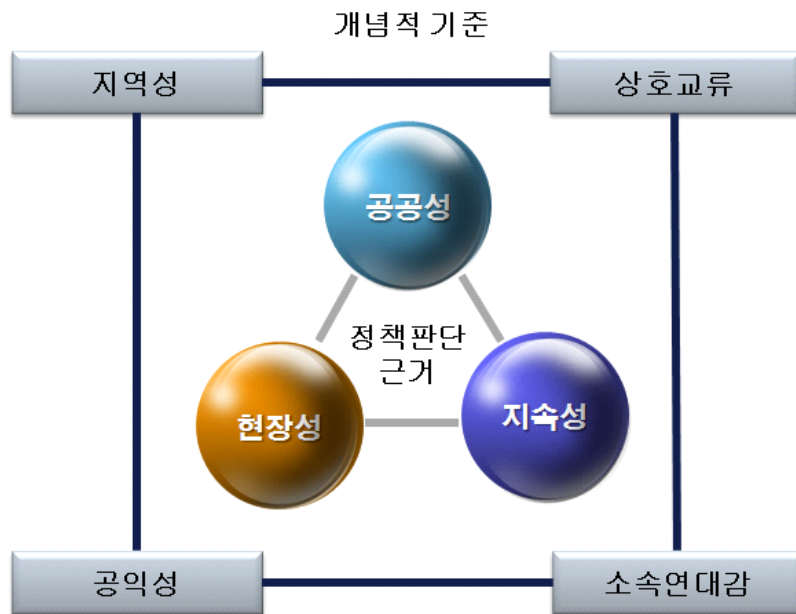 개념적 기준
지역성
상호교류
공공성
정책판단
근거
현장성
지속성
공익성
소속연대감